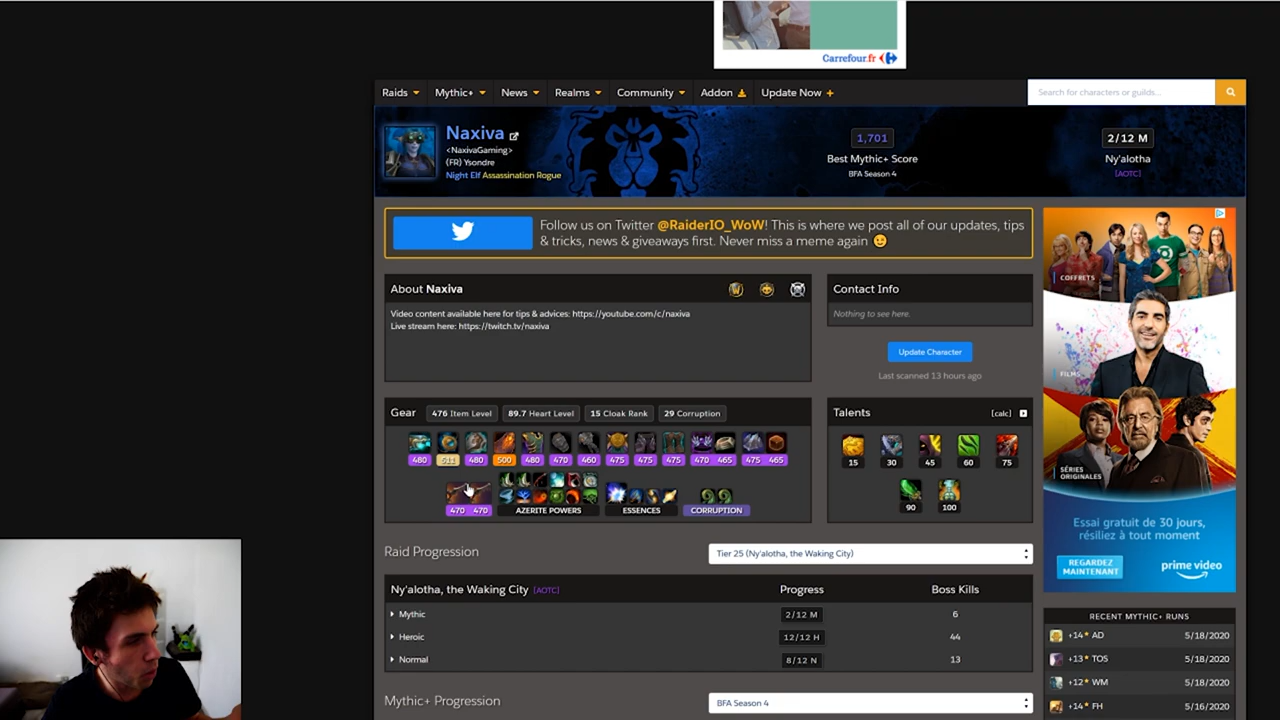 Carrefour.fr
Raids
Mythic+
News
Realms
Community
Addon
Update Now +
Search for characters or guilds...
Naxiva
<NaxivaGaming>
(FR) Ysondre
Night Elf Assassination Rogue
1,701
Best Mythic+ Score
BFA Season 4
2/12 M
Ny'alotha
[AOTC]
Follow us on Twitter @RaiderIO_WoW! This is where we post all of our updates, tips
& tricks, news & giveaways first. Never miss a meme again
About Naxiva
Video content available here for tips & advices: https://youtube.com/c/naxiva
Live stream here: https://twitch.tv/naxiva
Contact Info
Nothing to see here.
Update Character
Last scanned 13 hours ago
COFFRETS
FILMS
SÉRIES
ORIGINALES
Essai gratuit de 30 jours,
résiliez à tout moment
REGARDEZ
MAINTENANT
prime video
Gear
476 Item Level
89.7 Heart Level
15 Cloak Rank
29 Corruption
480 511 480 500 480 470 460 475 475 475 470 465 475 465
470 470
AZERITE POWERS
ESSENCES
CORRUPTION
Talents
[calc]
15 30 45 60 75
90 100
Raid Progression
Tier 25 (Ny'alotha, the Waking City)
Ny'alotha, the Waking City [AOTC] Progress Boss Kills
Mythic 2/12 M 6
Heroic 12/12 H 44
Normal 8/12 N 13
Mythic+ Progression
BFA Season 4
RECENT MYTHIC+ RUNS
+14* AD 5/18/2020
+13* TOS 5/18/2020
+12* WM 5/18/2020
+14* FH 5/16/2020